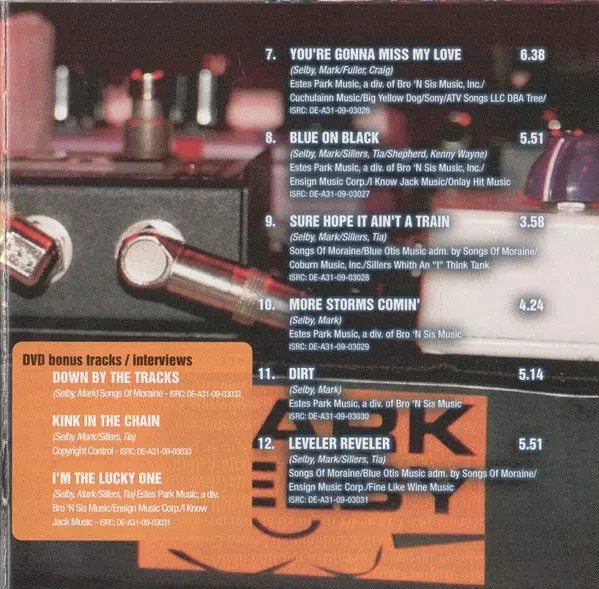 7. YOU'RE GONNA MISS MY LOVE 6.38
(Selby, Mark/Fuller, Craig)
Estes Park Music, a div. of Bro 'N Sis Music, Inc./
Cuchulainn Music/Big Yellow Dog/Sony/ATV Songs LLC DBA Tree/
ISRC: DE-A31-09-03026
8. BLUE ON BLACK 5.51
(Selby, Mark/Sillers, Tia/Shepherd, Kenny Wayne)
Estes Park Music, a div. of Bro 'N Sis Music, Inc./
Ensign Music Corp./I Know Jack Music/Onlay Hit Music
ISRC: DE-A31-09-03027
9. SURE HOPE IT AIN'T A TRAIN 3.58
(Selby, Mark/Sillers, Tia)
Songs Of Moraine/Blue Otis Music adm. by Songs Of Moraine/
Coburn Music, Inc./Sillers Whith An "I" Think Tank
ISRC: DE-A31-09-03028
10. MORE STORMS COMIN' 4.24
(Selby, Mark)
Estes Park Music, a div. of Bro 'N Sis Music
ISRC: DE-A31-09-03029
11. DIRT 5.14
(Selby, Mark)
Estes Park Music, a div. of Bro 'N Sis Music
ISRC: DE-A31-09-03030
12. LEVELER REVELER 5.51
(Selby, Mark/Sillers, Tia)
Songs Of Moraine/Blue Otis Music adm. by Songs Of Moraine/
Ensign Music Corp./Fine Like Wine Music
ISRC: DE-A31-09-03031
DVD bonus tracks / interviews
DOWN BY THE TRACKS
(Selby, Mark) Songs Of Moraine - ISRC: DE-A31-09-03032
KINK IN THE CHAIN
(Selby, Mark/Sillers, Tia)
Copyright Control - ISRC: DE-A31-09-03033
I'M THE LUCKY ONE
(Selby, Mark/Sillers, Tia) Estes Park Music, a div.
Bro 'N Sis Music/Ensign Music Corp./I Know
Jack Music - ISRC: DE-A31-09-03031
ARK